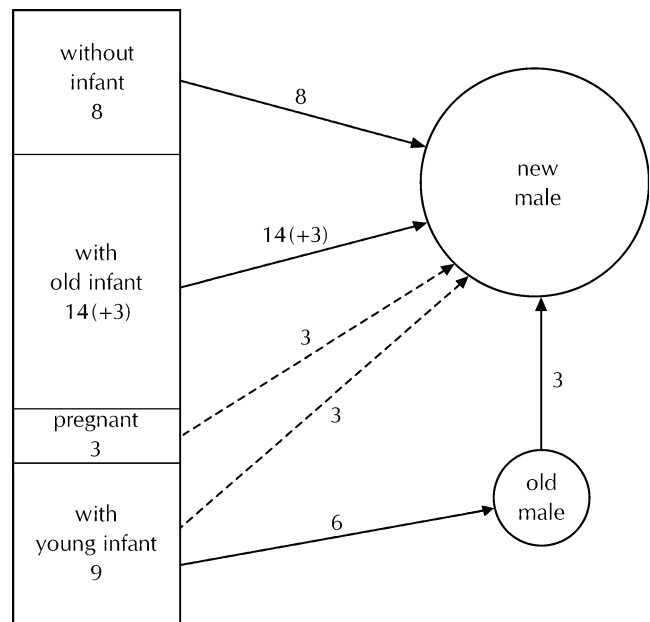 without
infant
8
with
old infant
14(+3)
pregnant
3
with
young infant
9
8
14(+3)
3
3
6
new
male
3
old
male